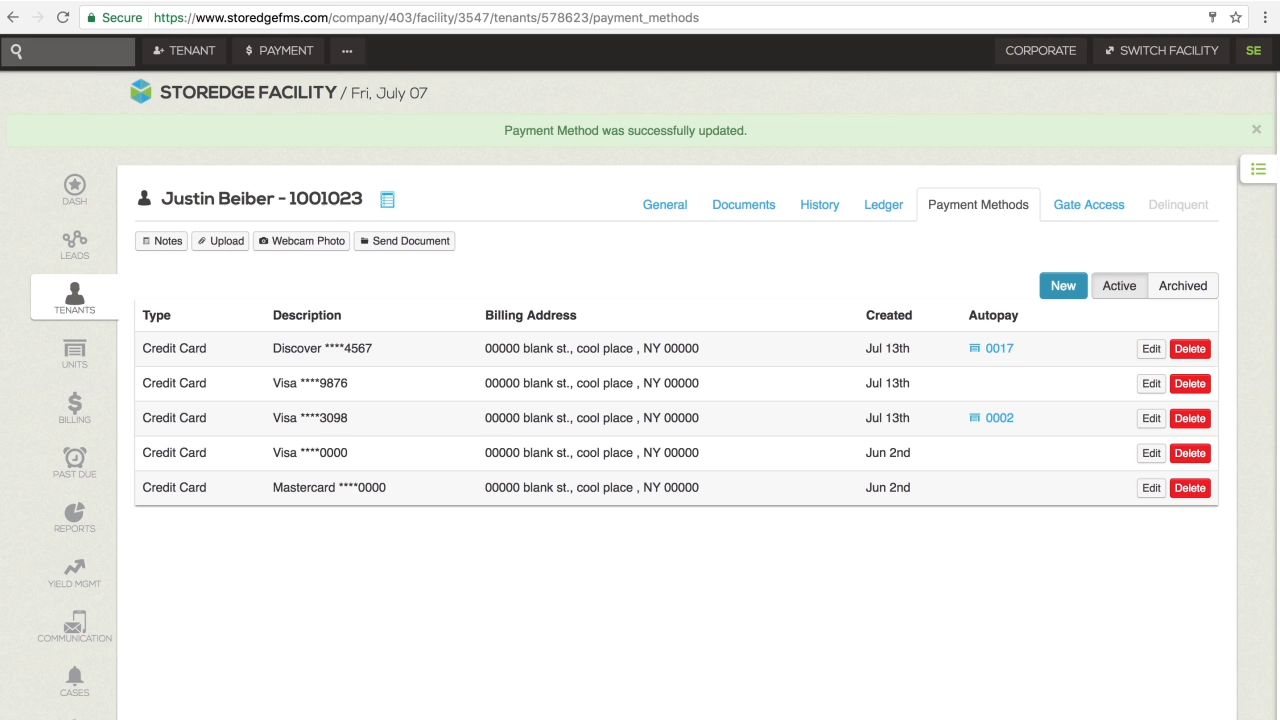 Secure https://www.storedgefms.com/company/403/facility/3547/tenants/578623/payment_methods
TENANT $ PAYMENT ... CORPORATE SWITCH FACILITY SE
STOREDGE FACILITY / Fri, July 07
Payment Method was successfully updated. ×
DASH
LEADS
TENANTS
UNITS
BILLING
PAST DUE
REPORTS
YIELD MGMT
COMMUNICATION
CASES
Justin Beiber - 1001023
General Documents History Ledger Payment Methods Gate Access Delinquent
Notes Upload Webcam Photo Send Document
New Active Archived
Type Description Billing Address Created Autopay
Credit Card Discover ****4567 00000 blank st., cool place , NY 00000 Jul 13th 0017 Edit Delete
Credit Card Visa ****9876 00000 blank st., cool place , NY 00000 Jul 13th Edit Delete
Credit Card Visa ****3098 00000 blank st., cool place , NY 00000 Jul 13th 0002 Edit Delete
Credit Card Visa ****0000 00000 blank st., cool place , NY 00000 Jun 2nd Edit Delete
Credit Card Mastercard ****0000 00000 blank st., cool place , NY 00000 Jun 2nd Edit Delete